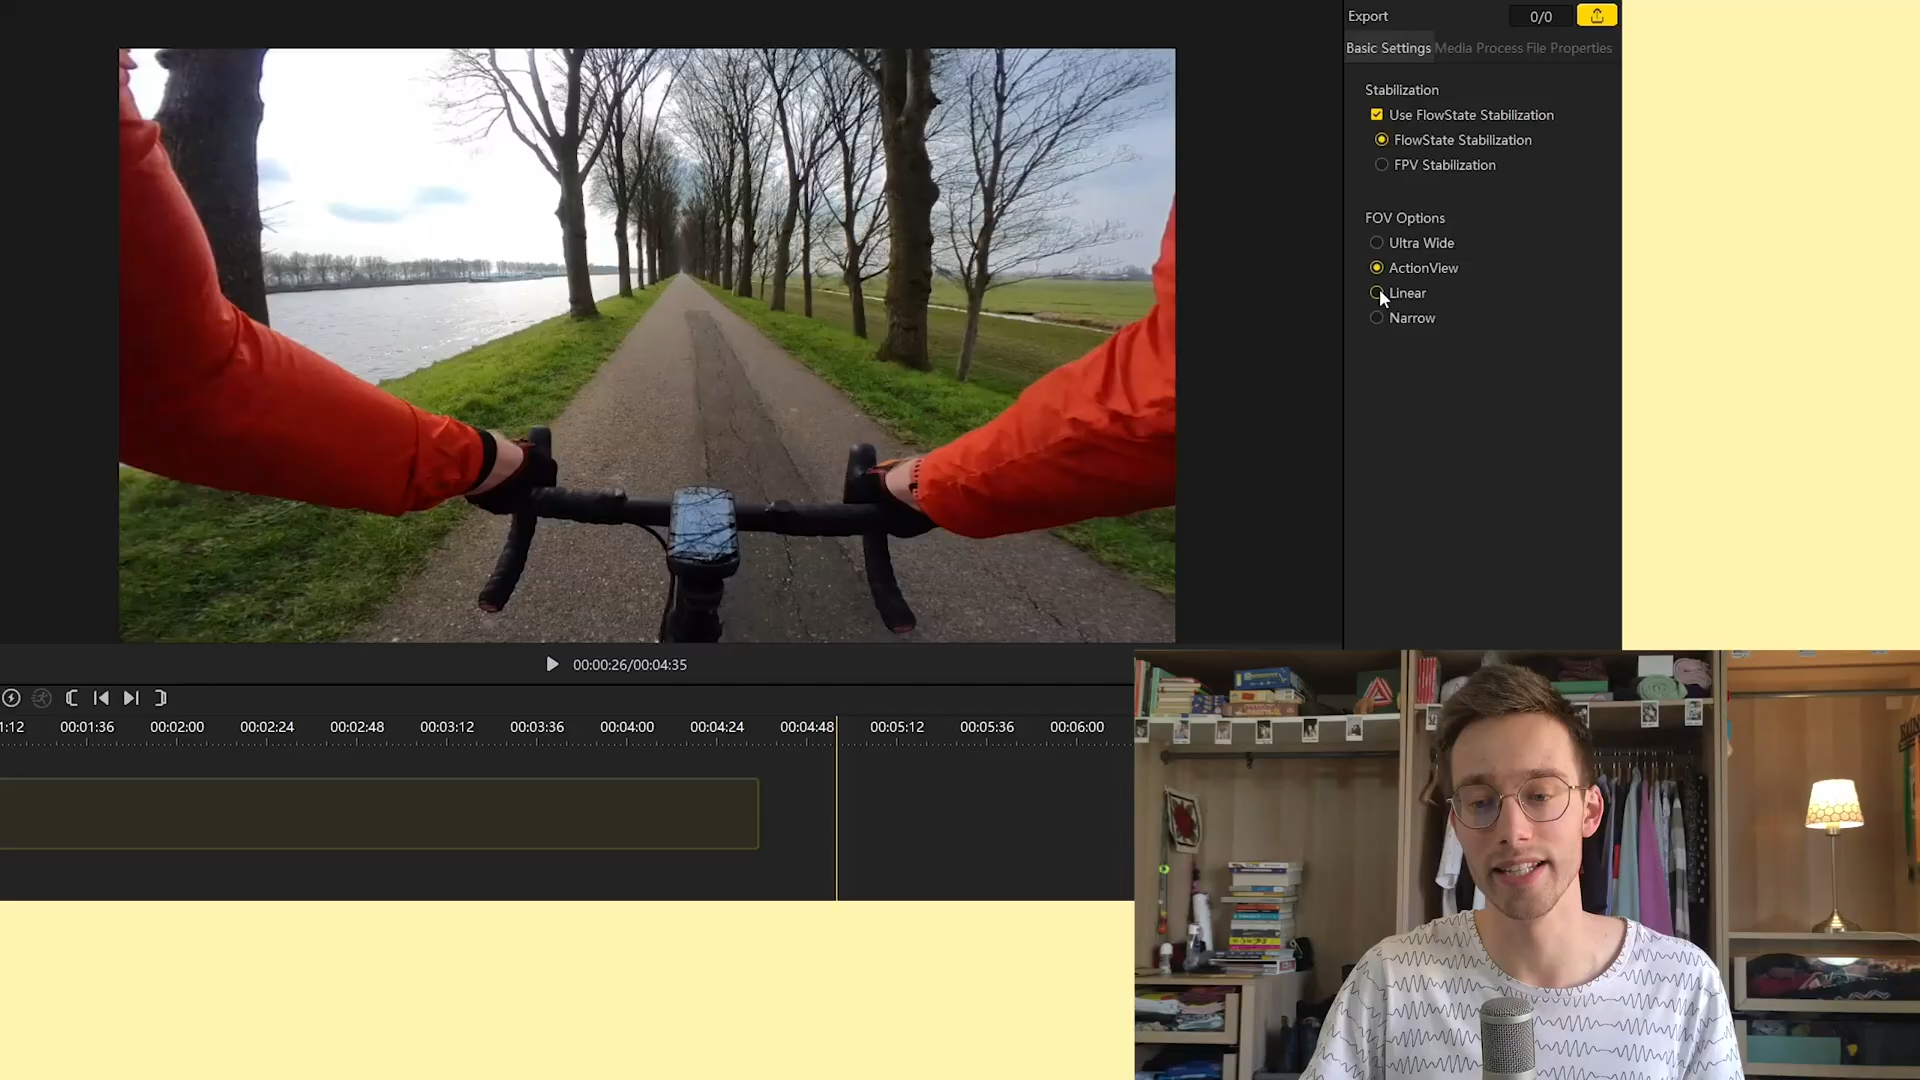 Export
0/0
Basic Settings Media Process File Properties
Stabilization
Use FlowState Stabilization
FlowState Stabilization
FPV Stabilization
FOV Options
Ultra Wide
ActionView
Linear
Narrow
00:00:26/00:04:35
1:12 00:01:36 00:02:00 00:02:24 00:02:48 00:03:12 00:03:36 00:04:00 00:04:24 00:04:48 00:05:12 00:05:36 00:06:00